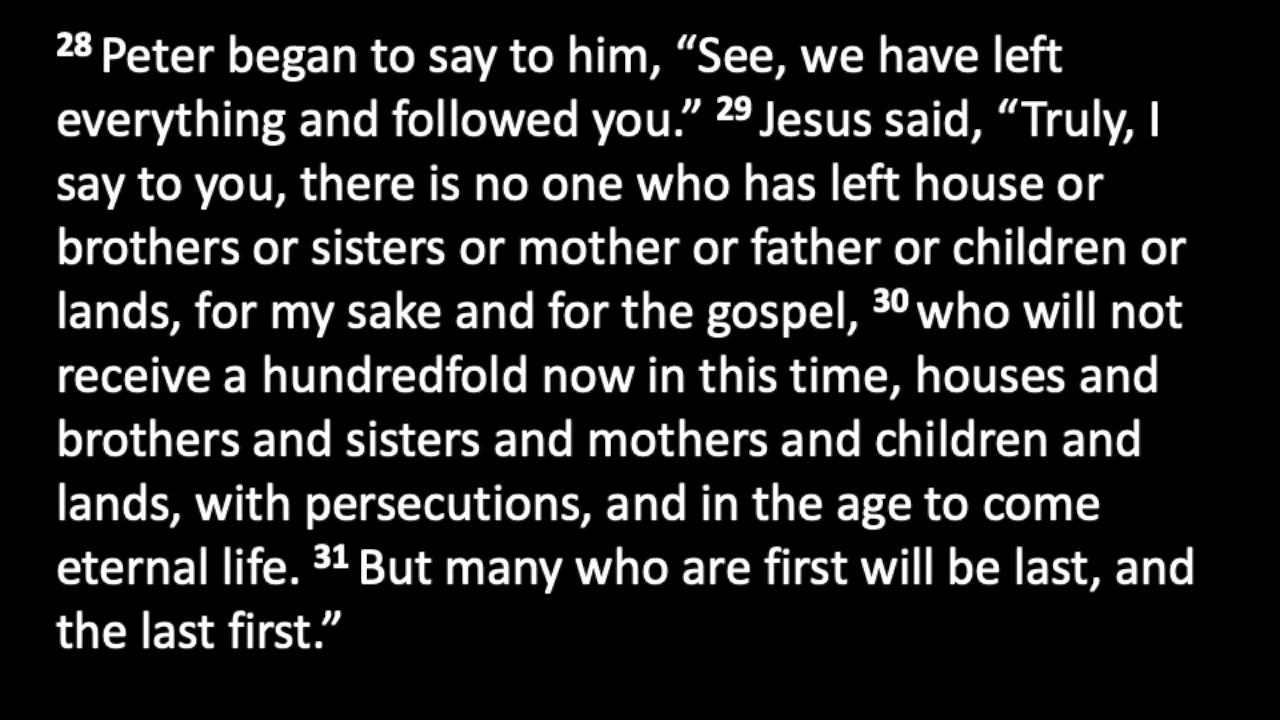 28 Peter began to say to him, “See, we have left
everything and followed you.” 29 Jesus said, “Truly, I
say to you, there is no one who has left house or
brothers or sisters or mother or father or children or
lands, for my sake and for the gospel, 30 who will not
receive a hundredfold now in this time, houses and
brothers and sisters and mothers and children and
lands, with persecutions, and in the age to come
eternal life. 31 But many who are first will be last, and
the last first.”